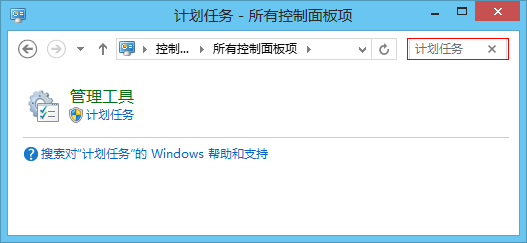 计划任务 - 所有控制面板项
控制... 所有控制面板项 计划任务
管理工具
计划任务
搜索对"计划任务"的 Windows 帮助和支持